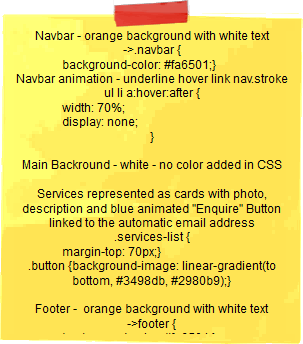 Navbar - orange background with white text
->.navbar {
background-color: #fa6501;}
Navbar animation - underline hover link nav.stroke
ul li a:hover:after {
width: 70%;
display: none;
}
Main Backround - white - no color added in CSS
Services represented as cards with photo,
description and blue animated "Enquire" Button
linked to the automatic email address
.services-list {
margin-top: 70px;}
.button {background-image: linear-gradient(to
bottom, #3498db, #2980b9);}
Footer - orange background with white text
->footer {